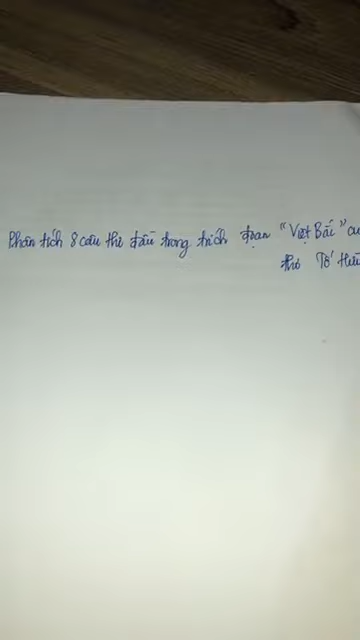 Phân tích 8 câu thơ đầu trong trích đoạn "Việt Bắc"
thơ Tố Hữu